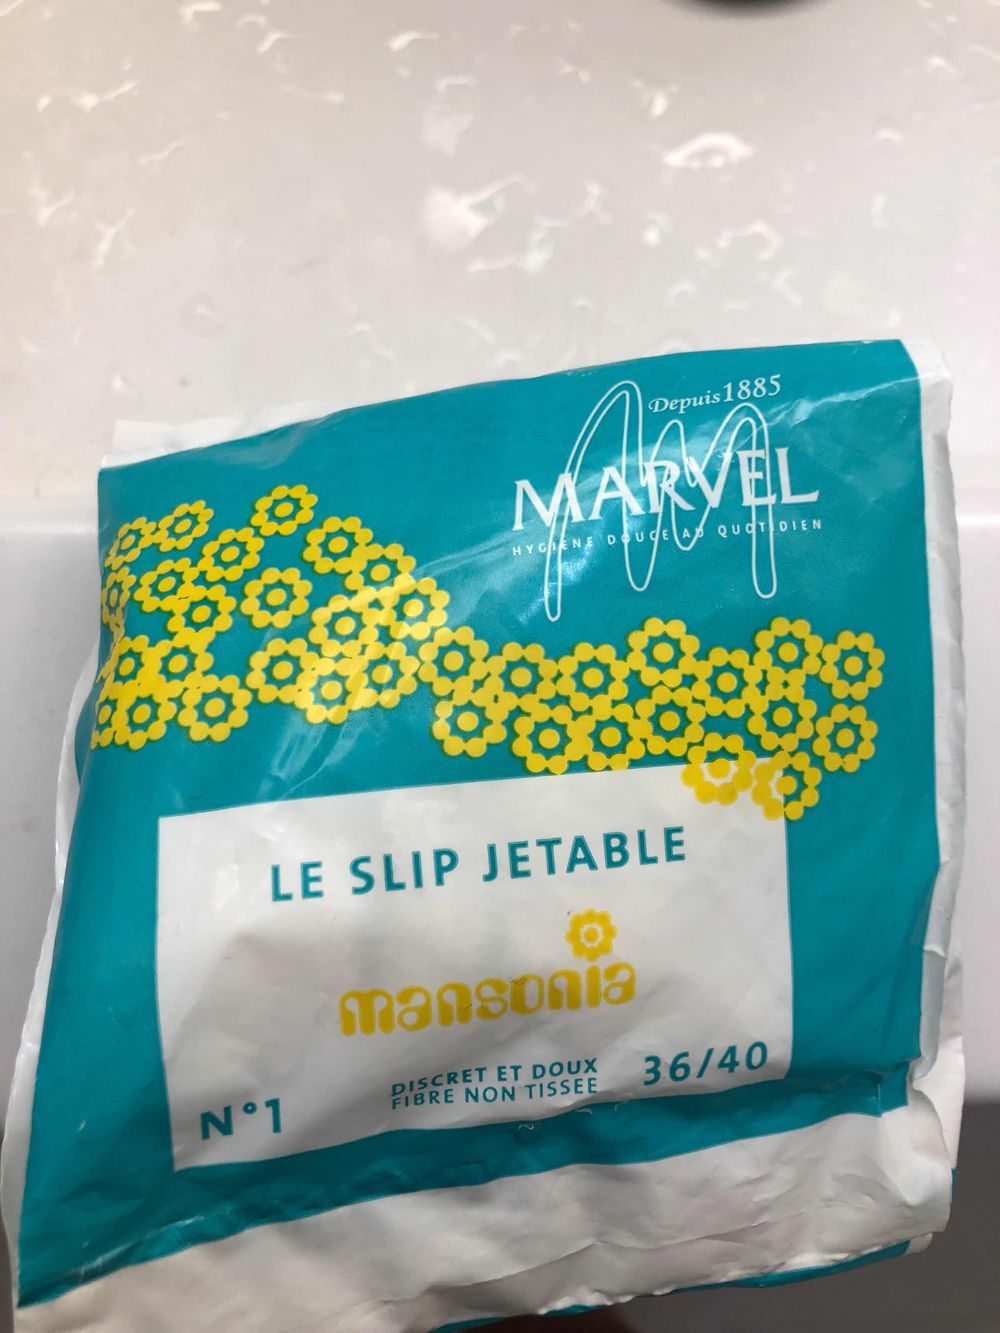 Depuis 1885
MARVEL
HYGIENE DOUCE AU QUOTIDIEN
LE SLIP JETABLE
mansonia
DISCRET ET DOUX
FIBRE NON TISSEE
36/40
N°1